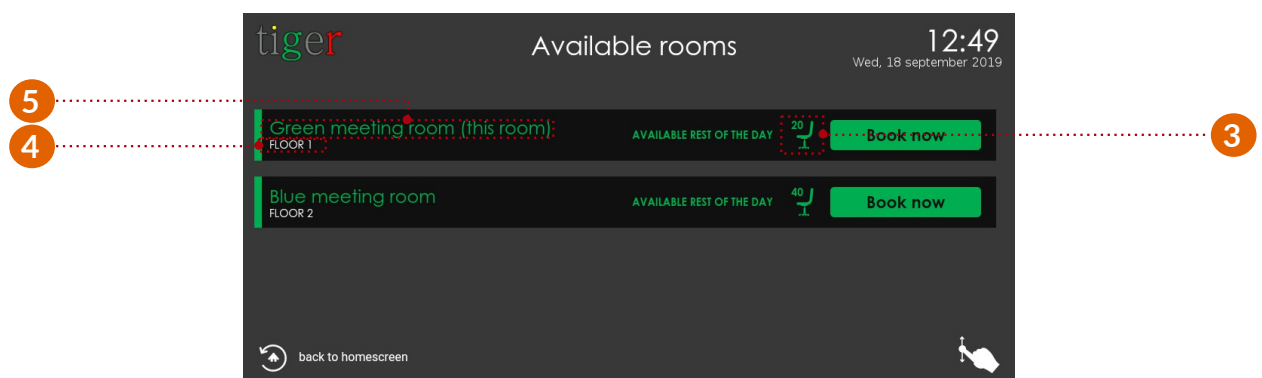 tiger
Available rooms
12:49
Wed, 18 september 2019
5
Green meeting room (this room)
4
FLOOR 1
AVAILABLE REST OF THE DAY
20
Book now
3
Blue meeting room
FLOOR 2
AVAILABLE REST OF THE DAY
40
Book now
back to homescreen